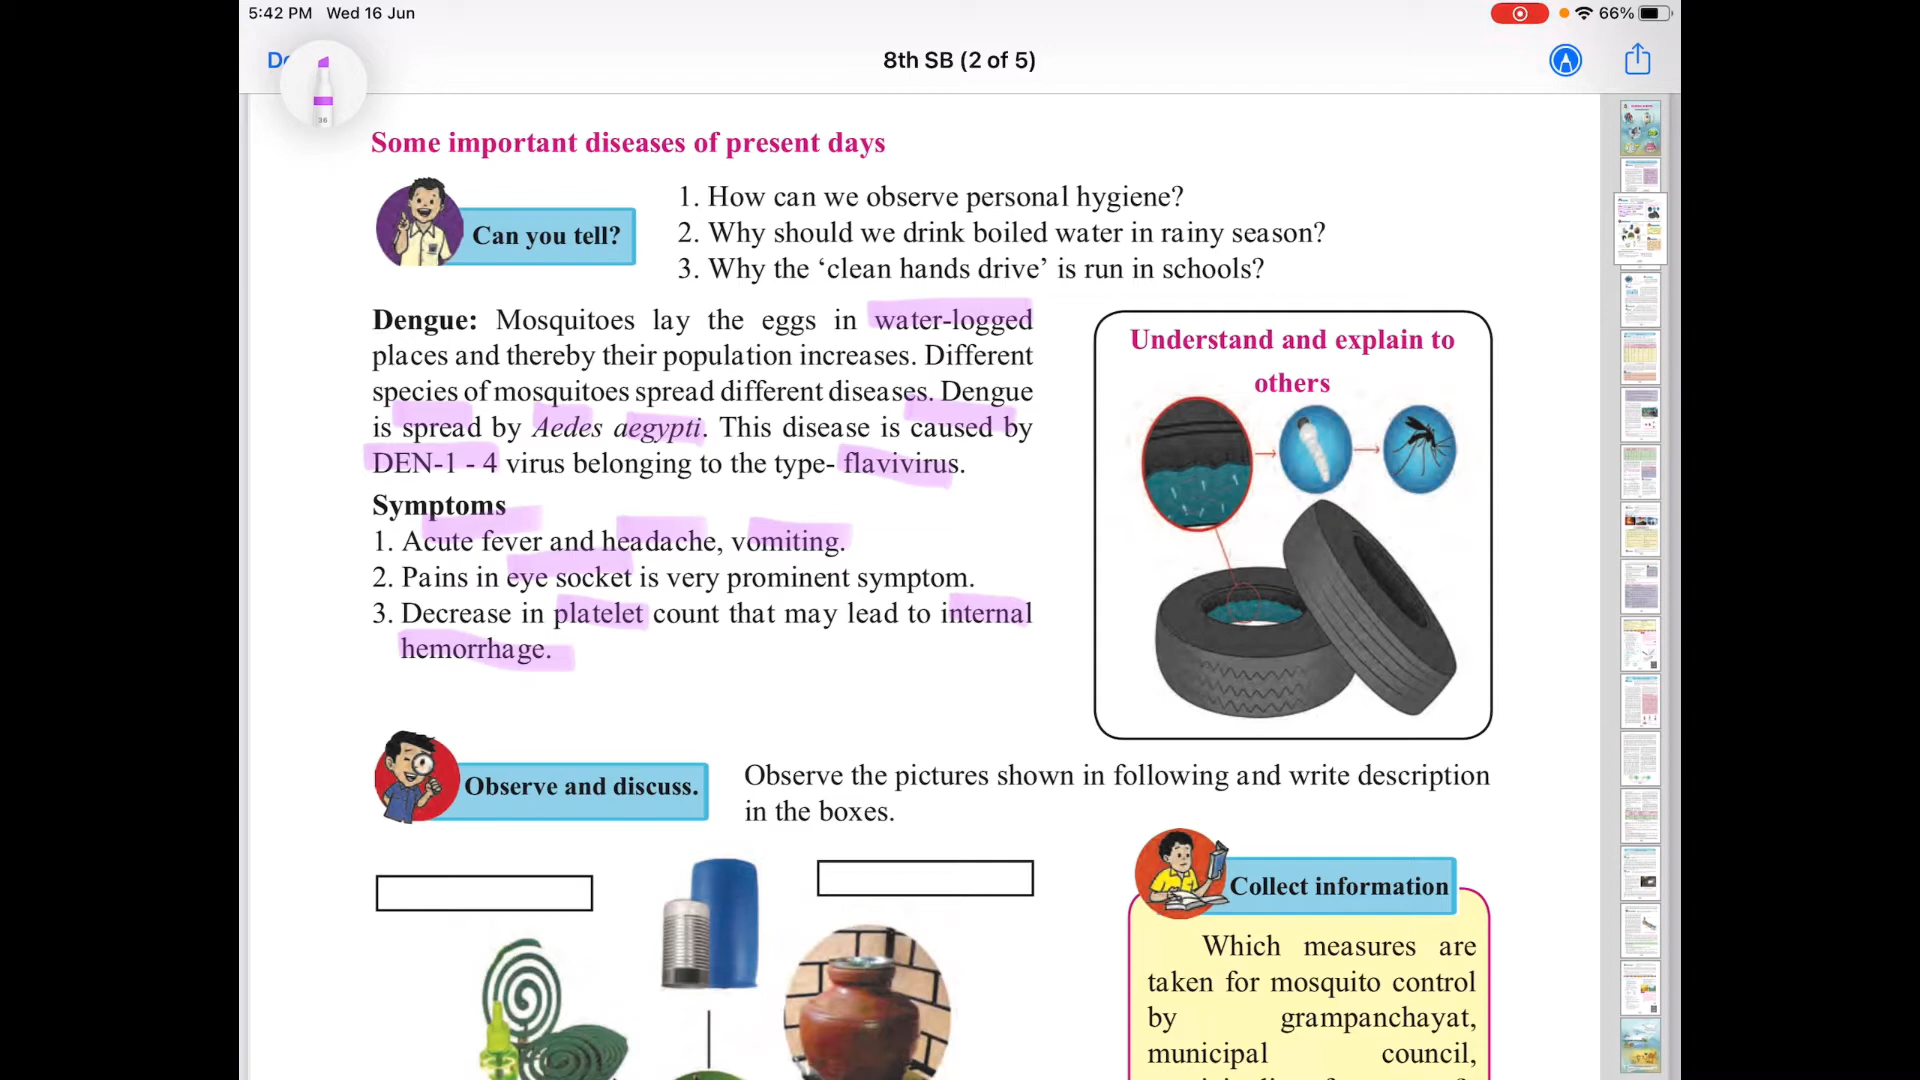 5:42 PM Wed 16 Jun
66%
8th SB (2 of 5)
36
Some important diseases of present days
Can you tell?
1. How can we observe personal hygiene?
2. Why should we drink boiled water in rainy season?
3. Why the ‘clean hands drive’ is run in schools?
Dengue: Mosquitoes lay the eggs in water-logged
places and thereby their population increases. Different
species of mosquitoes spread different diseases. Dengue
is spread by Aedes aegypti. This disease is caused by
DEN-1 - 4 virus belonging to the type- flavivirus.
Symptoms
1. Acute fever and headache, vomiting.
2. Pains in eye socket is very prominent symptom.
3. Decrease in platelet count that may lead to internal
hemorrhage.
Understand and explain to
others
Observe and discuss.
Observe the pictures shown in following and write description
in the boxes.
Collect information
Which measures are
taken for mosquito control
by grampanchayat,
municipal council,